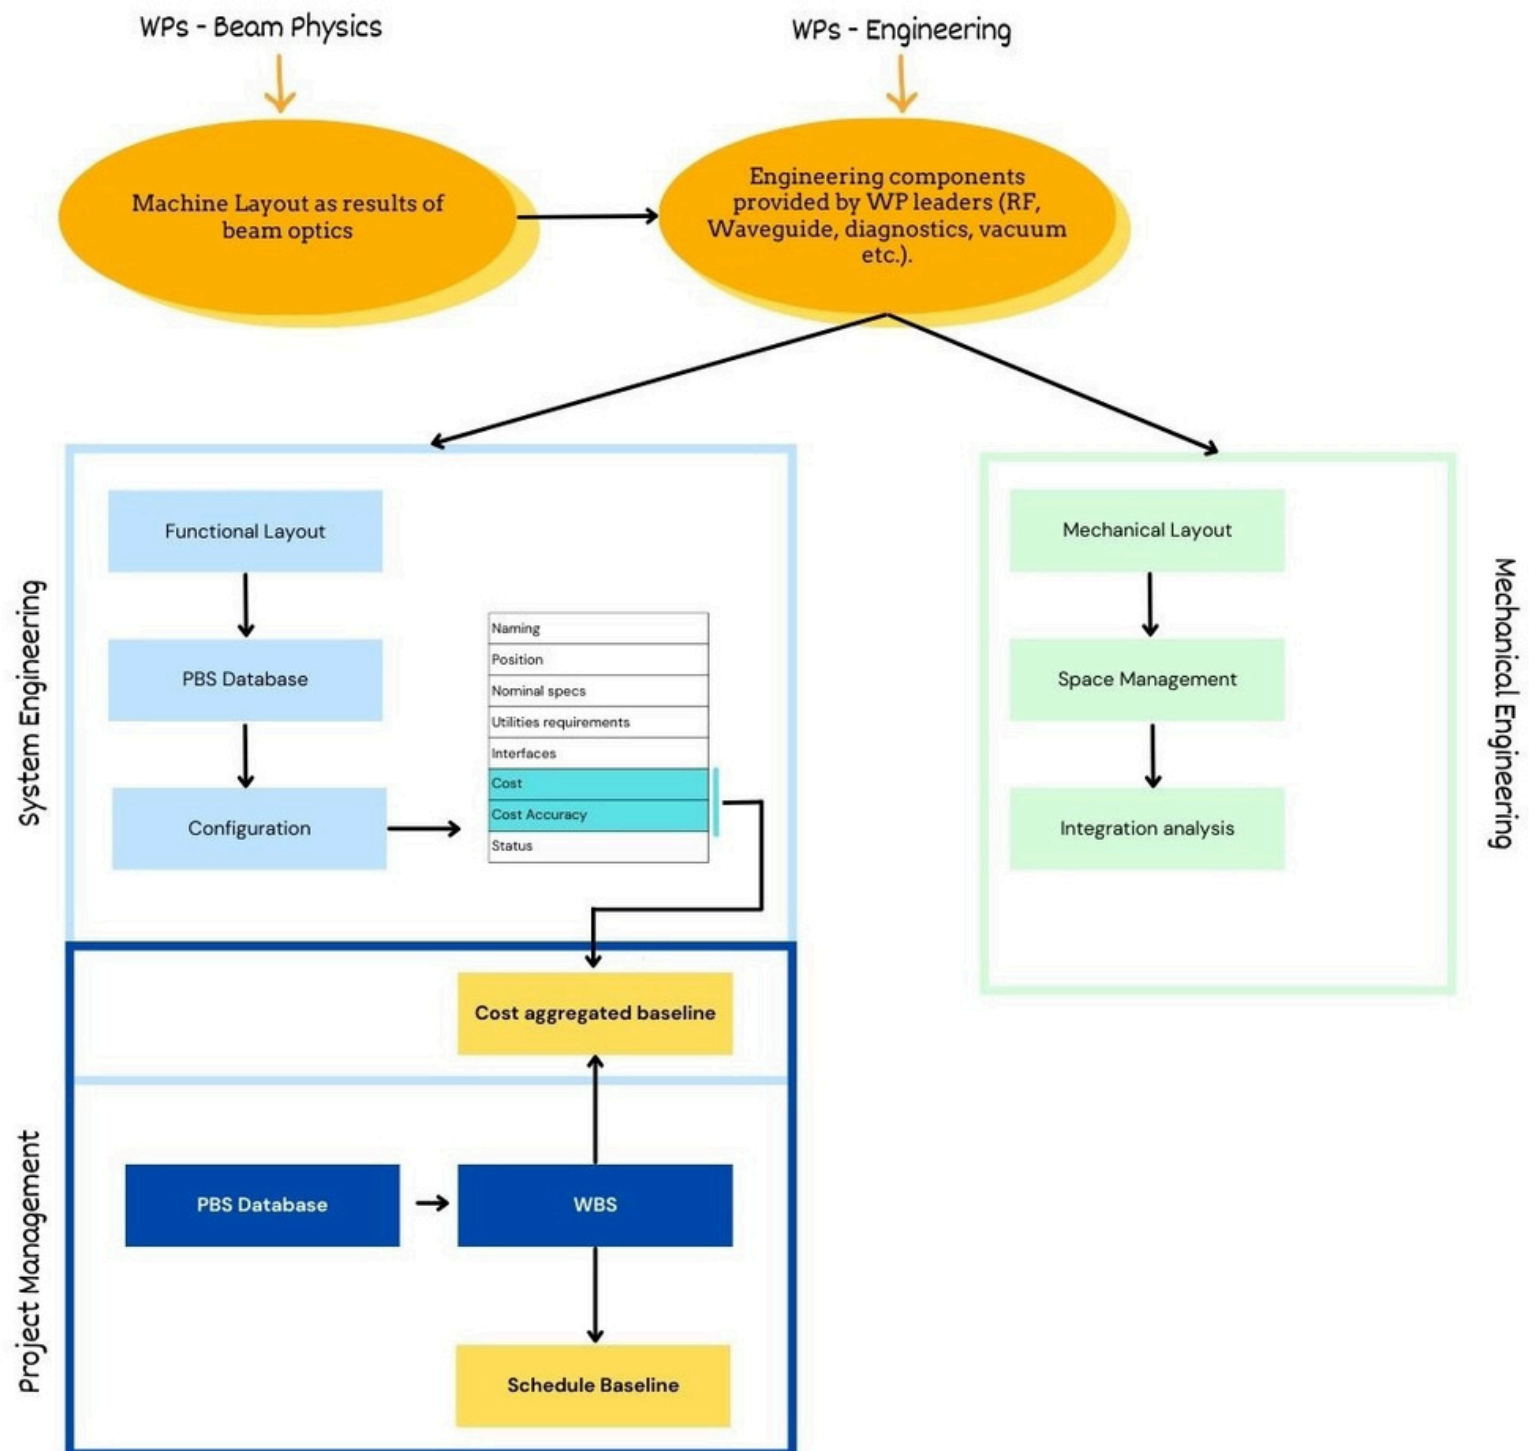 WPs - Beam Physics
WPs - Engineering
Machine Layout as results of
beam optics
Engineering components
provided by WP leaders (RF,
Waveguide, diagnostics, vacuum
etc.).
System Engineering
Functional Layout
PBS Database
Configuration
Naming
Position
Nominal specs
Utilities requirements
Interfaces
Cost
Cost Accuracy
Status
Mechanical Layout
Space Management
Integration analysis
Mechanical Engineering
Project Management
Cost aggregated baseline
PBS Database
WBS
Schedule Baseline